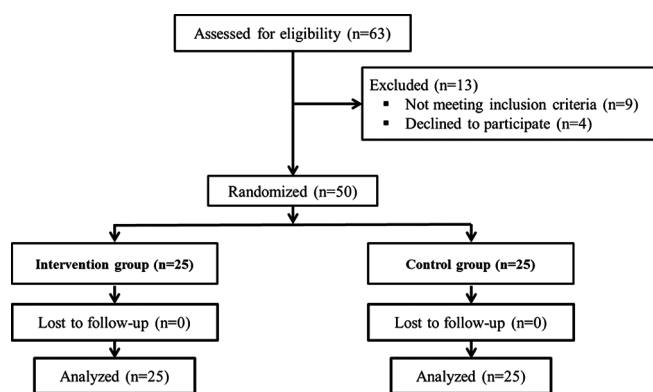 Assessed for eligibility (n=63)
Excluded (n=13)
▪ Not meeting inclusion criteria (n=9)
▪ Declined to participate (n=4)
Randomized (n=50)
Intervention group (n=25)
Control group (n=25)
Lost to follow-up (n=0)
Lost to follow-up (n=0)
Analyzed (n=25)
Analyzed (n=25)